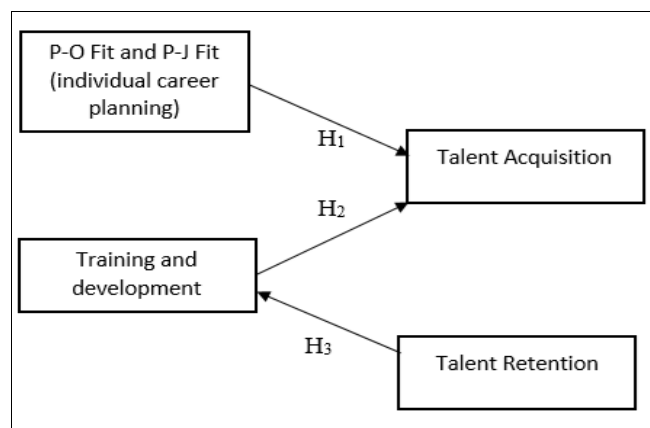 P-O Fit and P-J Fit
(individual career
planning)
H₁
Talent Acquisition
H₂
Training and
development
H₃
Talent Retention